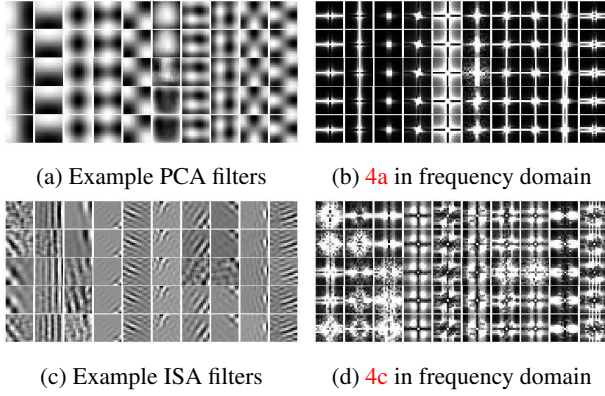 (a) Example PCA filters
(b) 4a in frequency domain
(c) Example ISA filters
(d) 4c in frequency domain